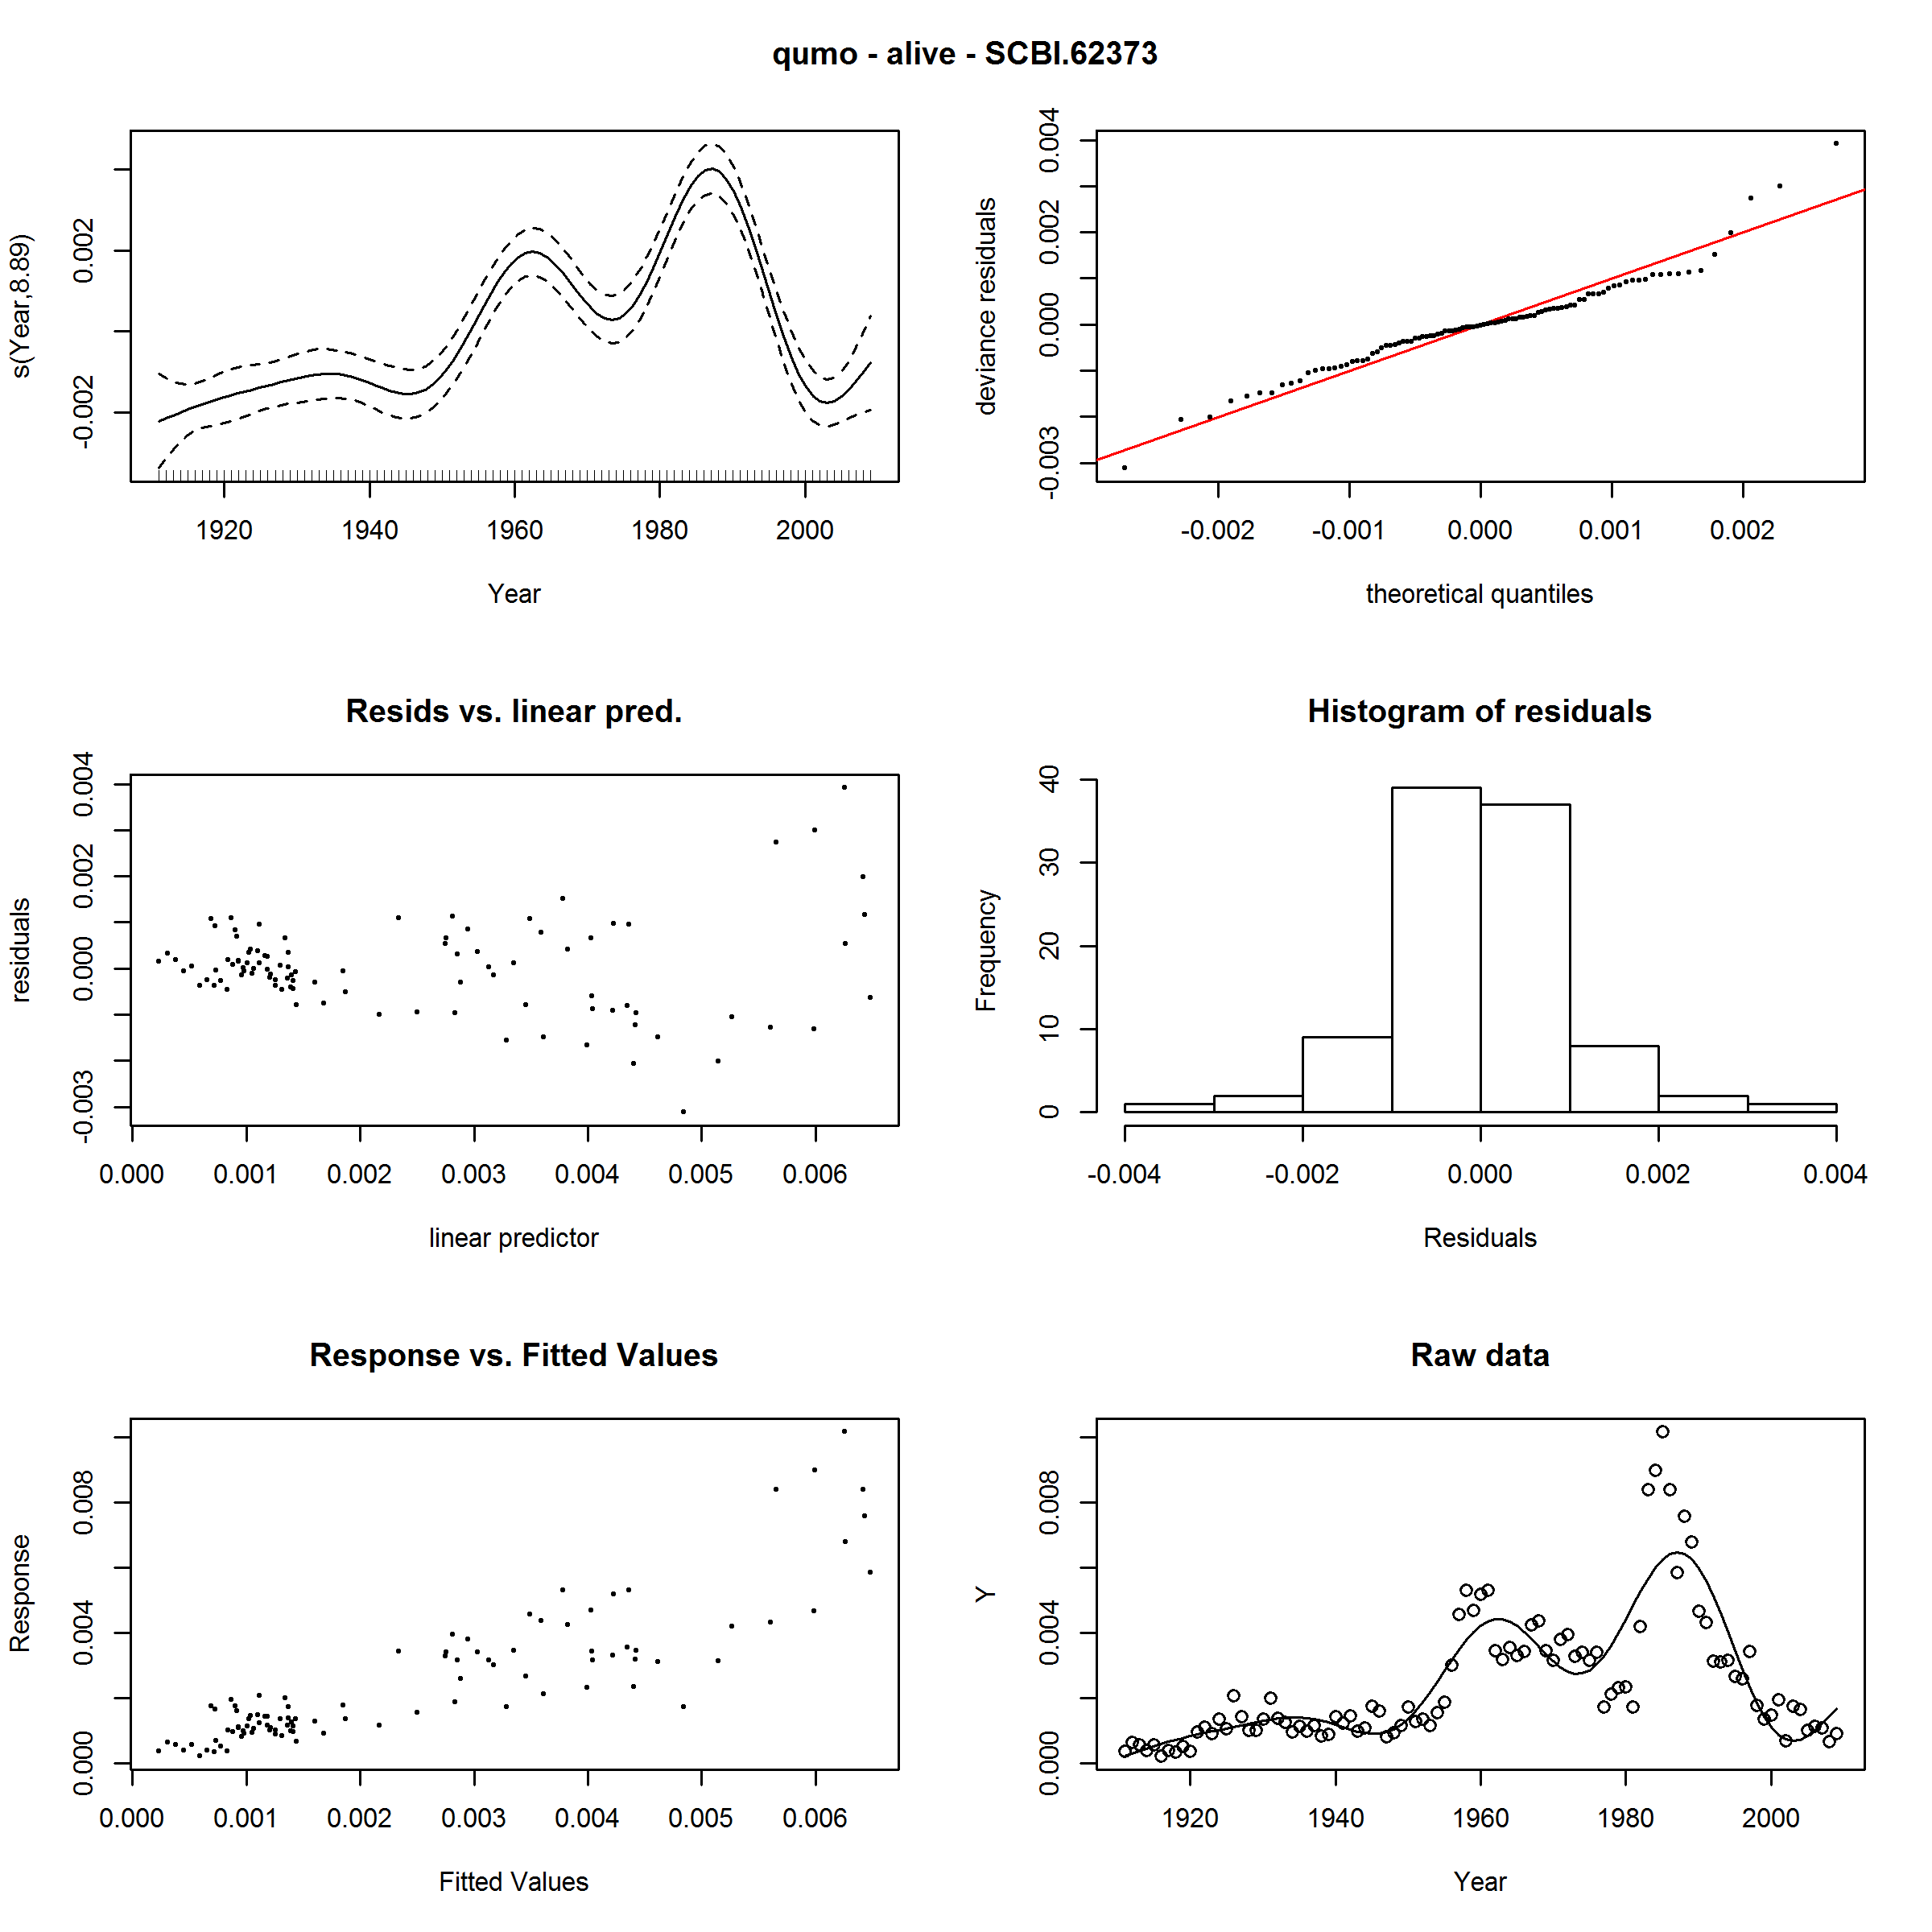 qumo - alive - SCBI.62373
s(Year,8.89)
-0.002 0.002
1920 1940 1960 1980 2000
Year
deviance residuals
-0.003 0.000 0.002 0.004
-0.002 -0.001 0.000 0.001 0.002
theoretical quantiles
Resids vs. linear pred.
residuals
-0.003 0.000 0.002 0.004
0.000 0.001 0.002 0.003 0.004 0.005 0.006
linear predictor
Histogram of residuals
Frequency
0 10 20 30 40
-0.004 -0.002 0.000 0.002 0.004
Residuals
Response vs. Fitted Values
Response
0.000 0.004 0.008
0.000 0.001 0.002 0.003 0.004 0.005 0.006
Fitted Values
Raw data
Y
0.000 0.004 0.008
1920 1940 1960 1980 2000
Year